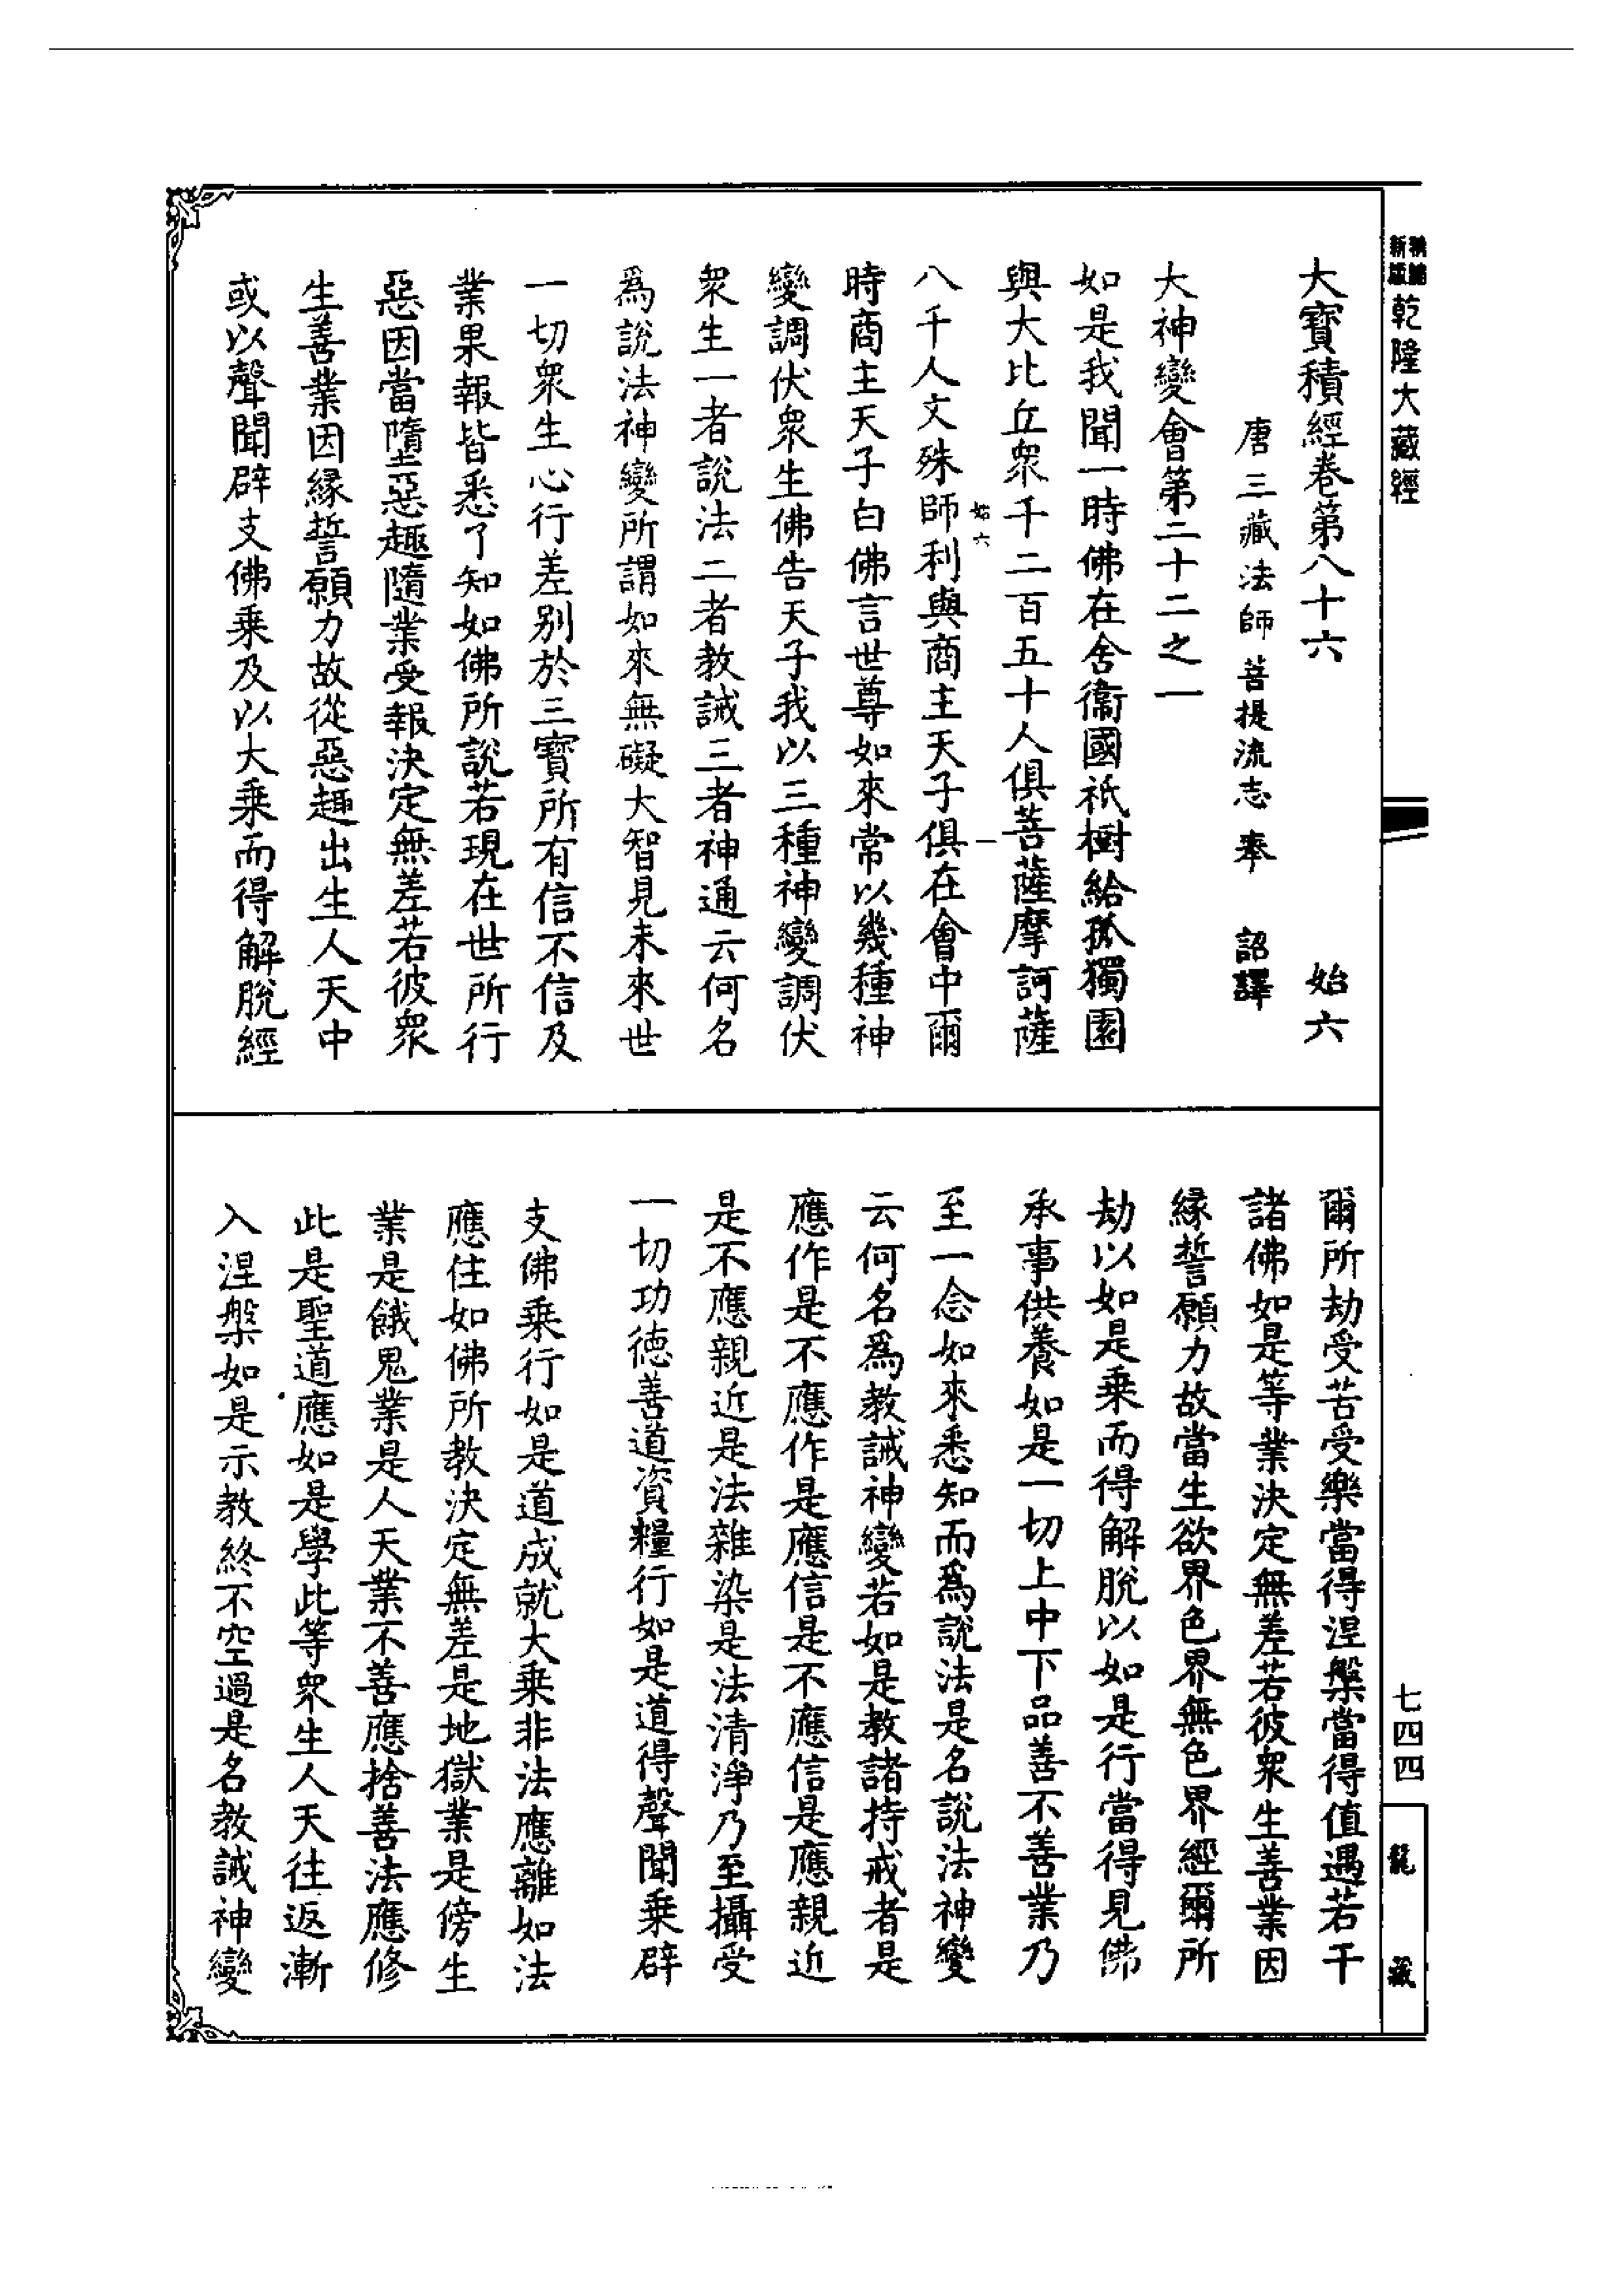 新編
新版
乾隆大藏經
大寶積經卷第八十六　始六
唐三藏法師菩提流志奉　詔譯
大神變會第二十二之一
如是我聞一時佛在舍衞國祇樹給孤獨園
與大比丘衆千二百五十人俱菩薩摩訶薩
始六　一
八千人文殊師利與商主天子俱在會中爾
時商主天子白佛言世尊如來常以幾種神
變調伏衆生佛告天子我以三種神變調伏
衆生一者說法二者教誡三者神通云何名
爲說法神變所謂如來無礙大智見未來世
一切衆生心行差别於三寶所有信不信及
業果報皆悉了知如佛所說若現在世所行
惡因當墮惡趣隨業受報決定無差若彼衆
生善業因緣誓願力故從惡趣出生人天中
或以聲聞辟支佛乘及以大乘而得解脫經
爾所劫受苦受樂當得涅槃當得值遇若干
諸佛如是等業決定無差若彼衆生善業因
緣誓願力故當生欲界色界無色界經爾所
劫以如是乘而得解脫以如是行當得見佛
承事供養如是一切上中下品善不善業乃
至一念如來悉知而爲說法是名說法神變
云何名爲教誡神變若如是教諸持戒者是
應作是不應作是應信是不應信是應親近
是不應親近是法雜染是法清淨乃至攝受
一切功德善道資糧行如是道得聲聞乘辟
支佛乘行如是道成就大乘非法應離如法
應住如佛所教決定無差是地獄業是傍生
業是餓鬼業是人天業不善應捨善法應修
此是聖道應如是學此等衆生人天往返漸
入涅槃如是示教終不空過是名教誡神變
七四四
龍藏